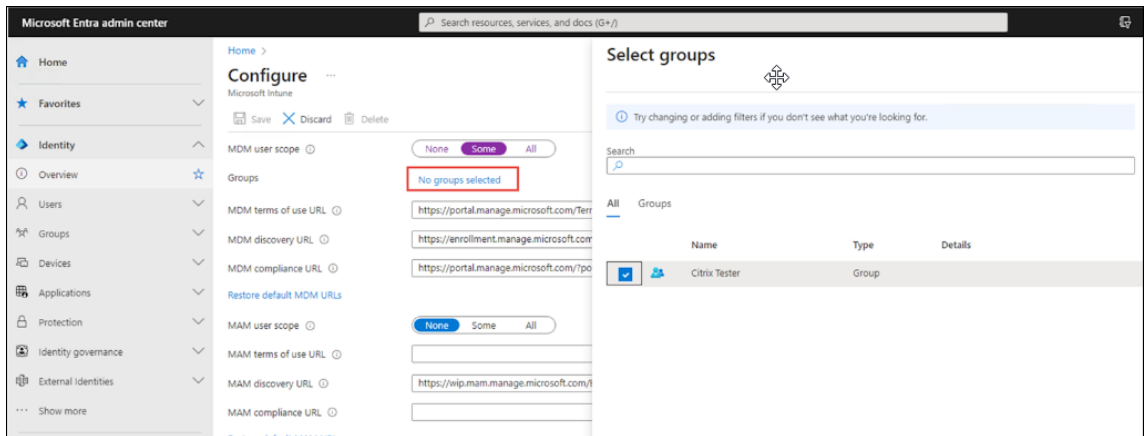 Microsoft Entra admin center
Search resources, services, and docs (G+/)
Home
Favorites
Identity
Overview
Users
Groups
Devices
Applications
Protection
Identity governance
External Identities
Show more
Home >
Configure ...
Microsoft Intune
Save Discard Delete
MDM user scope None Some All
Groups No groups selected
MDM terms of use URL https://portal.manage.microsoft.com/Terr
MDM discovery URL https://enrollment.manage.microsoft.com
MDM compliance URL https://portal.manage.microsoft.com/?po
Restore default MDM URLs
MAM user scope None Some All
MAM terms of use URL
MAM discovery URL https://wip.mam.manage.microsoft.com/
MAM compliance URL
Select groups
Try changing or adding filters if you don't see what you're looking for.
Search
All Groups
Name Type Details
Citrix Tester Group